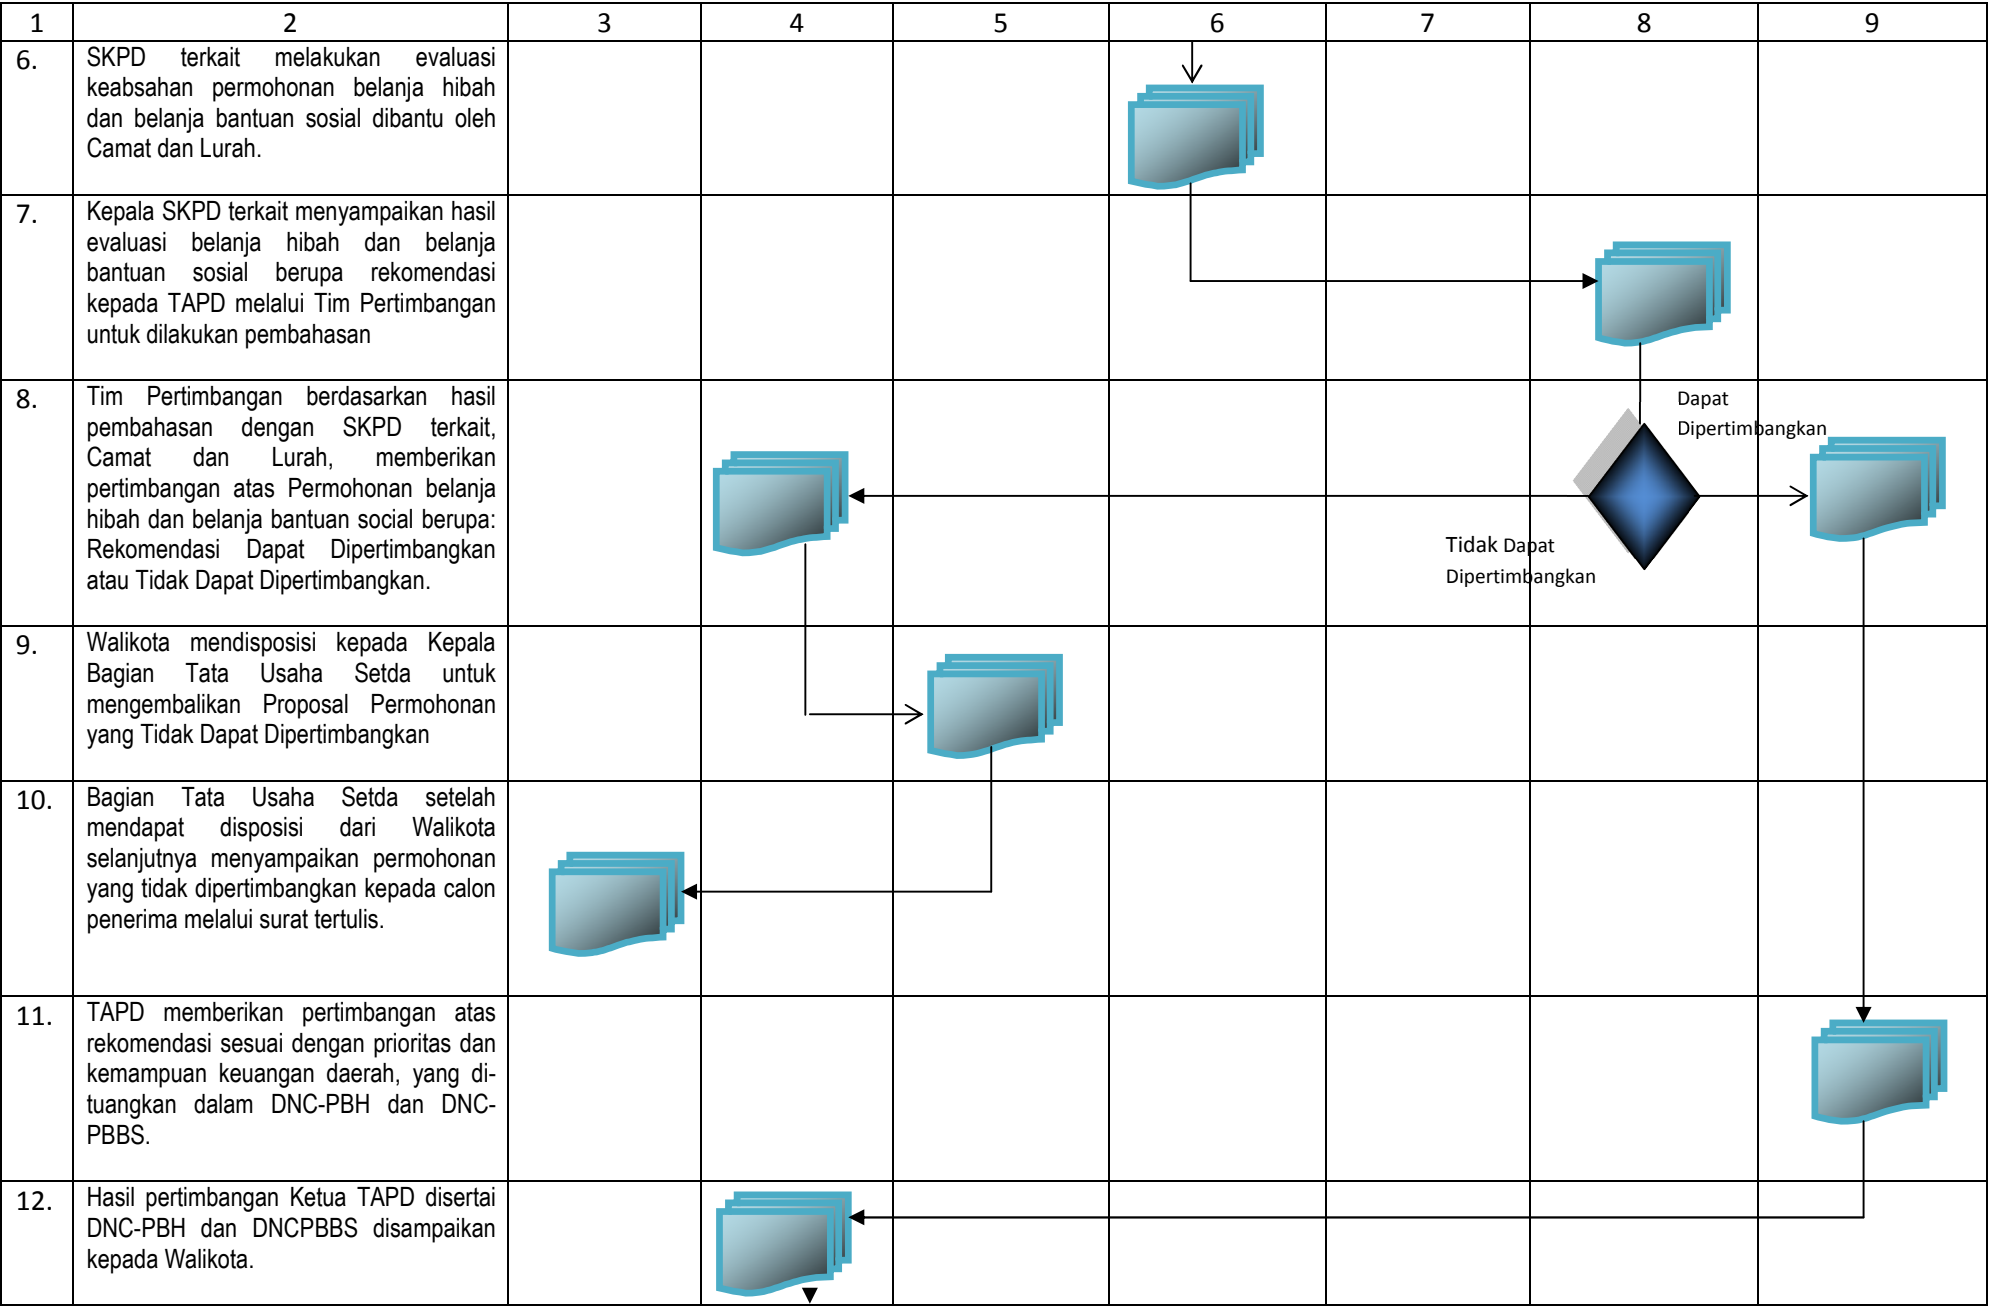 1 2 3 4 5 6 7 8 9
6. SKPD terkait melakukan evaluasi
keabsahan permohonan belanja hibah
dan belanja bantuan sosial dibantu oleh
Camat dan Lurah.
7. Kepala SKPD terkait menyampaikan hasil
evaluasi belanja hibah dan belanja
bantuan sosial berupa rekomendasi
kepada TAPD melalui Tim Pertimbangan
untuk dilakukan pembahasan
8. Tim Pertimbangan berdasarkan hasil
pembahasan dengan SKPD terkait,
Camat dan Lurah, memberikan
pertimbangan atas Permohonan belanja
hibah dan belanja bantuan social berupa:
Rekomendasi Dapat Dipertimbangkan
atau Tidak Dapat Dipertimbangkan.
Dapat
Dipertimbangkan
Tidak Dapat
Dipertimbangkan
9. Walikota mendisposisi kepada Kepala
Bagian Tata Usaha Setda untuk
mengembalikan Proposal Permohonan
yang Tidak Dapat Dipertimbangkan
10. Bagian Tata Usaha Setda setelah
mendapat disposisi dari Walikota
selanjutnya menyampaikan permohonan
yang tidak dipertimbangkan kepada calon
penerima melalui surat tertulis.
11. TAPD memberikan pertimbangan atas
rekomendasi sesuai dengan prioritas dan
kemampuan keuangan daerah, yang di-
tuangkan dalam DNC-PBH dan DNC-
PBBS.
12. Hasil pertimbangan Ketua TAPD disertai
DNC-PBH dan DNCPBBS disampaikan
kepada Walikota.